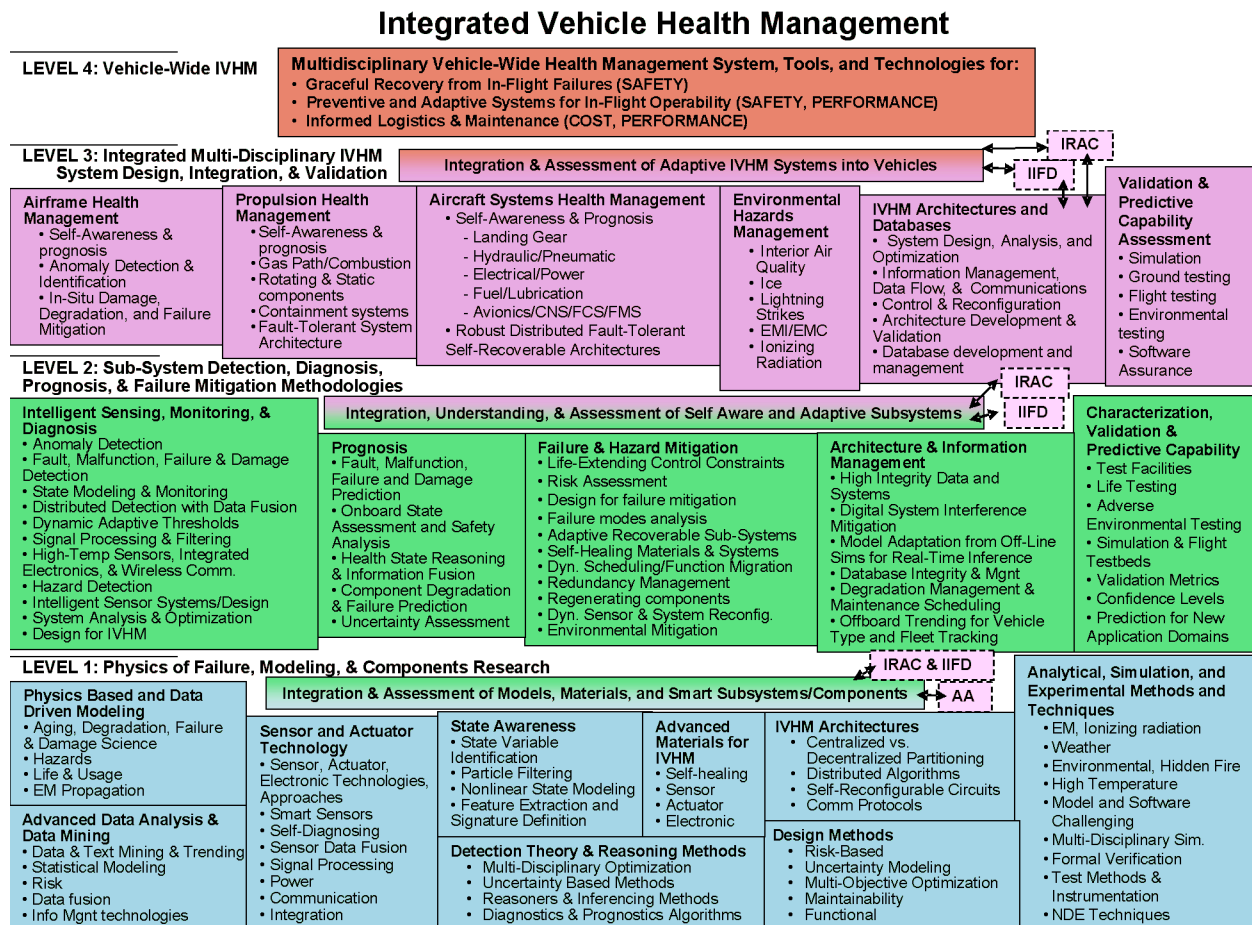 Integrated Vehicle Health Management
LEVEL 4: Vehicle-Wide IVHM
Multidisciplinary Vehicle-Wide Health Management System, Tools, and Technologies for:
• Graceful Recovery from In-Flight Failures (SAFETY)
• Preventive and Adaptive Systems for In-Flight Operability (SAFETY, PERFORMANCE)
• Informed Logistics & Maintenance (COST, PERFORMANCE)
LEVEL 3: Integrated Multi-Disciplinary IVHM
System Design, Integration, & Validation
Integration & Assessment of Adaptive IVHM Systems into Vehicles
IRAC
IIFD
Airframe Health
Management
• Self-Awareness &
prognosis
• Anomaly Detection &
Identification
• In-Situ Damage,
Degradation, and Failure
Mitigation
Propulsion Health
Management
• Self-Awareness &
prognosis
• Gas Path/Combustion
• Rotating & Static
components
• Containment systems
• Fault-Tolerant System
Architecture
Aircraft Systems Health Management
• Self-Awareness & Prognosis
- Landing Gear
- Hydraulic/Pneumatic
- Electrical/Power
- Fuel/Lubrication
- Avionics/CNS/FCS/FMS
• Robust Distributed Fault-Tolerant
Self-Recoverable Architectures
Environmental
Hazards
Management
• Interior Air
Quality
• Ice
• Lightning
Strikes
• EMI/EMC
• Ionizing
Radiation
IVHM Architectures and
Databases
• System Design, Analysis, and
Optimization
• Information Management,
Data Flow, & Communications
• Control & Reconfiguration
• Architecture Development &
Validation
• Database development and
management
Validation &
Predictive
Capability
Assessment
• Simulation
• Ground testing
• Flight testing
• Environmental
testing
• Software
Assurance
LEVEL 2: Sub-System Detection, Diagnosis,
Prognosis, & Failure Mitigation Methodologies
Integration, Understanding, & Assessment of Self Aware and Adaptive Subsystems
IRAC
IIFD
Intelligent Sensing, Monitoring, &
Diagnosis
• Anomaly Detection
• Fault, Malfunction, Failure & Damage
Detection
• State Modeling & Monitoring
• Distributed Detection with Data Fusion
• Dynamic Adaptive Thresholds
• Signal Processing & Filtering
• High-Temp Sensors, Integrated
Electronics, & Wireless Comm.
• Hazard Detection
• Intelligent Sensor Systems/Design
• System Analysis & Optimization
• Design for IVHM
Prognosis
• Fault, Malfunction,
Failure and Damage
Prediction
• Onboard State
Assessment and Safety
Analysis
• Health State Reasoning
& Information Fusion
• Component Degradation
& Failure Prediction
• Uncertainty Assessment
Failure & Hazard Mitigation
• Life-Extending Control Constraints
• Risk Assessment
• Design for failure mitigation
• Failure modes analysis
• Adaptive Recoverable Sub-Systems
• Self-Healing Materials & Systems
• Dyn. Scheduling/Function Migration
• Redundancy Management
• Regenerating components
• Dyn. Sensor & System Reconfig.
• Environmental Mitigation
Architecture & Information
Management
• High Integrity Data and
Systems
• Digital System Interference
Mitigation
• Model Adaptation from Off-Line
Sims for Real-Time Inference
• Database Integrity & Mgnt
• Degradation Management &
Maintenance Scheduling
• Offboard Trending for Vehicle
Type and Fleet Tracking
Characterization,
Validation &
Predictive Capability
• Test Facilities
• Life Testing
• Adverse
Environmental Testing
• Simulation & Flight
Testbeds
• Validation Metrics
• Confidence Levels
• Prediction for New
Application Domains
LEVEL 1: Physics of Failure, Modeling, & Components Research
Integration & Assessment of Models, Materials, and Smart Subsystems/Components
IRAC & IIFD
AA
Physics Based and Data
Driven Modeling
• Aging, Degradation, Failure
& Damage Science
• Hazards
• Life & Usage
• EM Propagation
Advanced Data Analysis &
Data Mining
• Data & Text Mining & Trending
• Statistical Modeling
• Risk
• Data fusion
• Info Mgnt technologies
Sensor and Actuator
Technology
• Sensor, Actuator,
Electronic Technologies,
Approaches
• Smart Sensors
• Self-Diagnosing
• Sensor Data Fusion
• Signal Processing
• Power
• Communication
• Integration
State Awareness
• State Variable
Identification
• Particle Filtering
• Nonlinear State Modeling
• Feature Extraction and
Signature Definition
Advanced
Materials for
IVHM
• Self-healing
• Sensor
• Actuator
• Electronic
IVHM Architectures
• Centralized vs.
Decentralized Partitioning
• Distributed Algorithms
• Self-Reconfigurable Circuits
• Comm Protocols
Detection Theory & Reasoning Methods
• Multi-Disciplinary Optimization
• Uncertainty Based Methods
• Reasoners & Inferencing Methods
• Diagnostics & Prognostics Algorithms
Design Methods
• Risk-Based
• Uncertainty Modeling
• Multi-Objective Optimization
• Maintainability
• Functional
Analytical, Simulation, and
Experimental Methods and
Techniques
• EM, Ionizing radiation
• Weather
• Environmental, Hidden Fire
• High Temperature
• Model and Software
Challenging
• Multi-Disciplinary Sim.
• Formal Verification
• Test Methods &
Instrumentation
• NDE Techniques